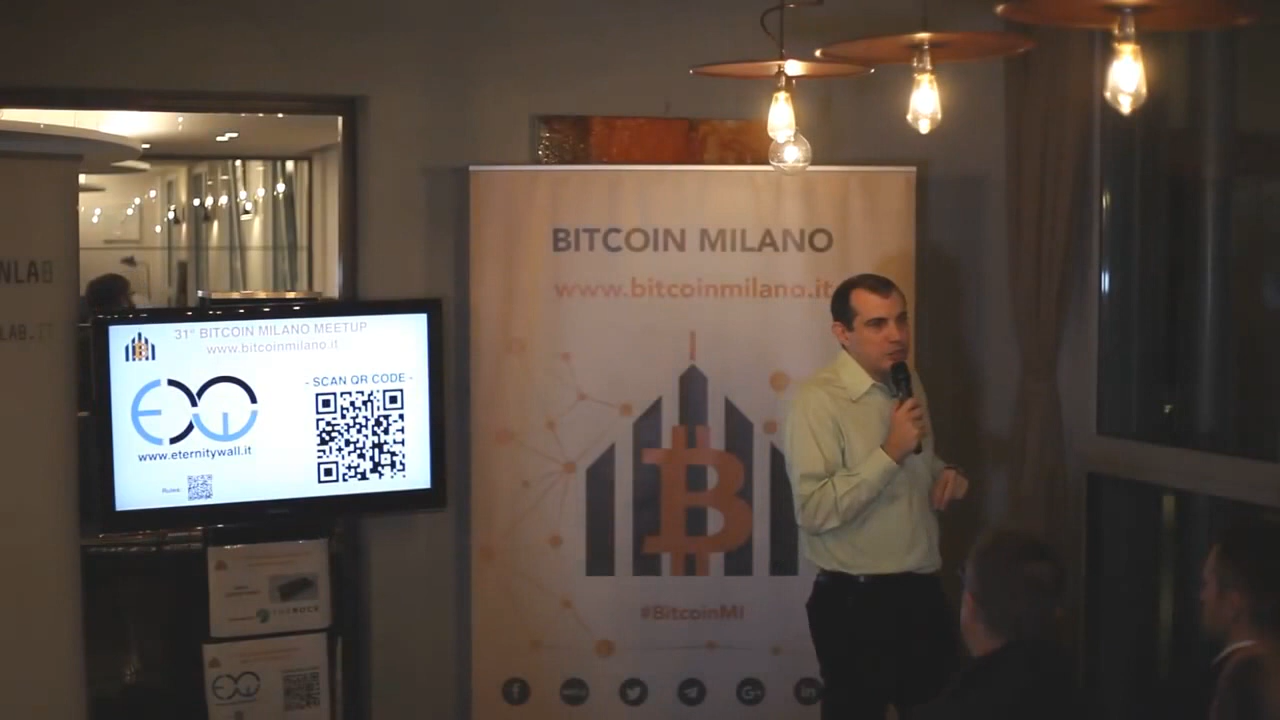 NLAB
LAB.IT
31° BITCOIN MILANO MEETUP
www.bitcoinmilano.it
- SCAN QR CODE -
www.eternitywall.it
Rules
BITCOIN MILANO
www.bitcoinmilano.it
#BitcoinMI